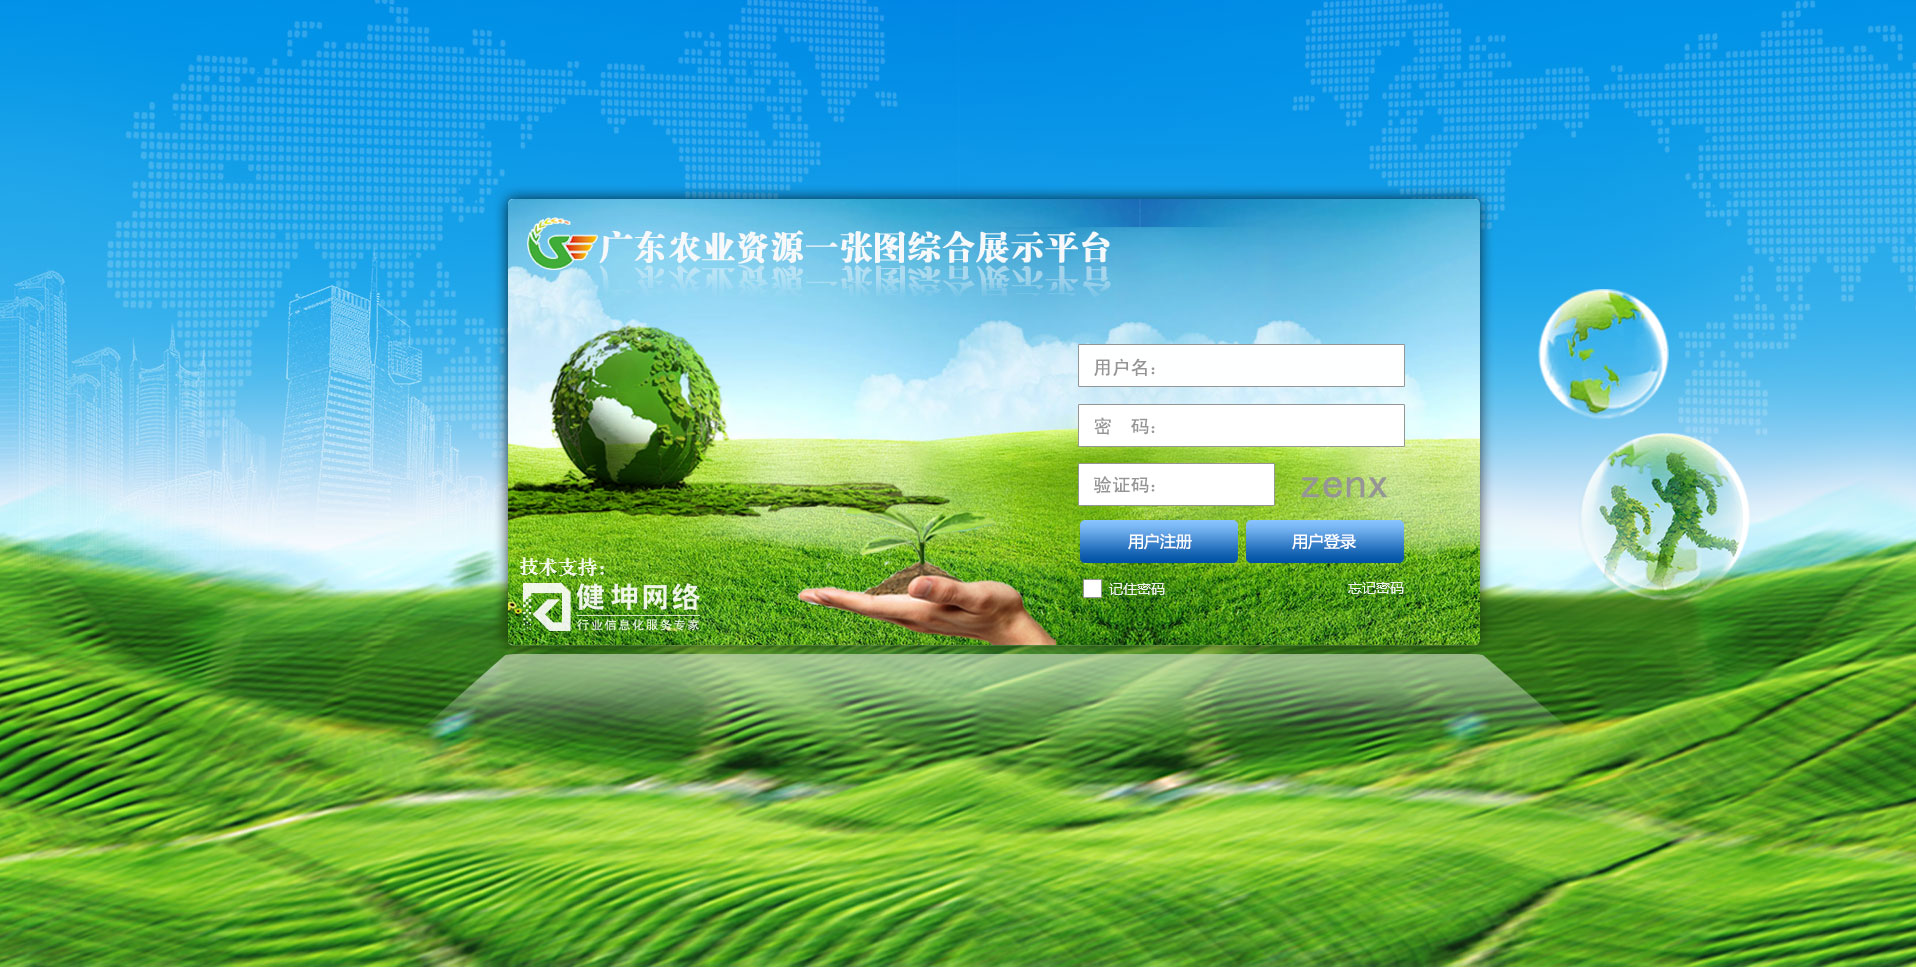 广东农业资源一张图综合展示平台
用户名：
密　码：
验证码：
zenx
用户注册
用户登录
记住密码
忘记密码
技术支持：
健坤网络
行业信息化服务专家